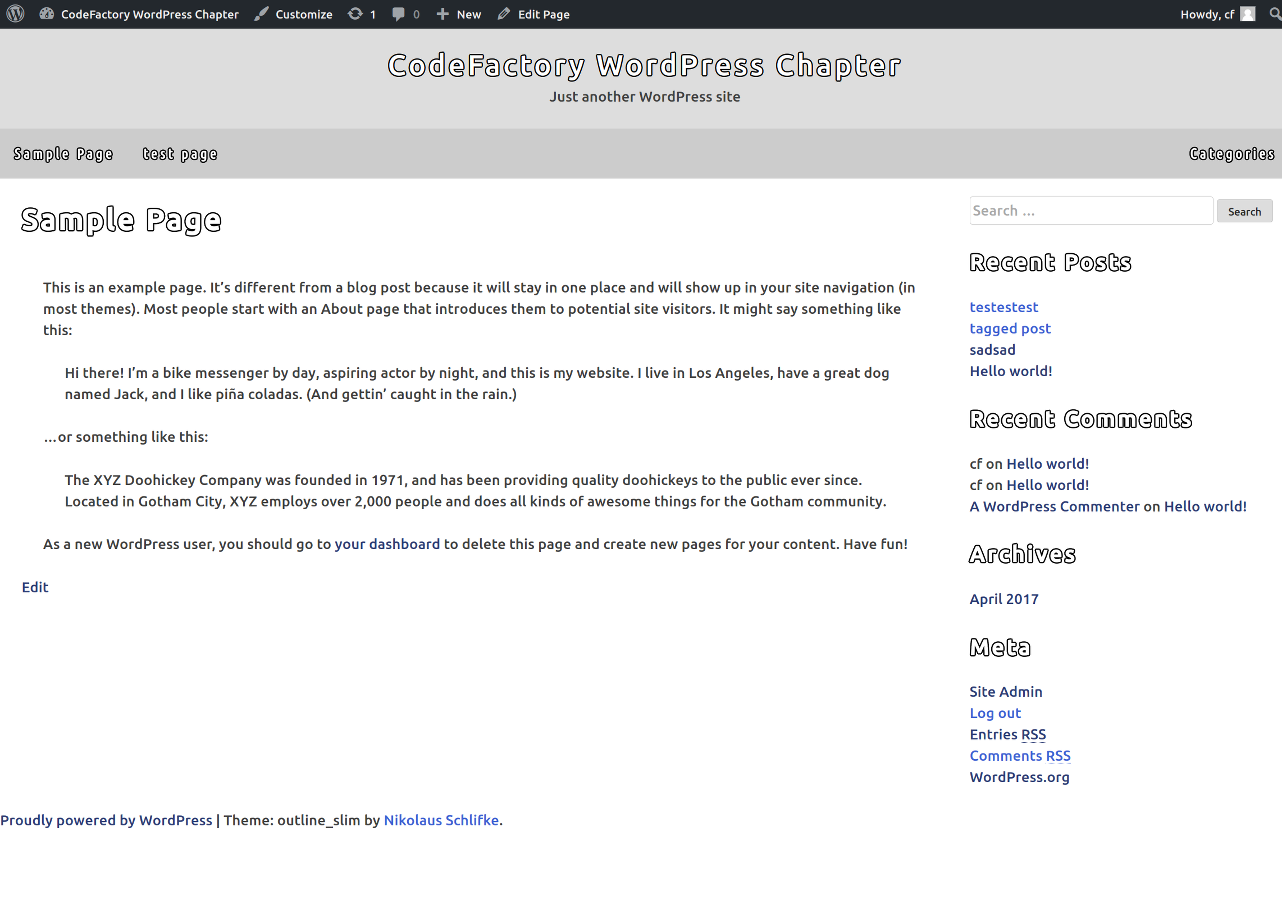 CodeFactory WordPress Chapter Customize 1 0 New Edit Page Howdy, cf
CodeFactory WordPress Chapter
Just another WordPress site
Sample Page test page Categories
Sample Page
This is an example page. It’s different from a blog post because it will stay in one place and will show up in your site navigation (in
most themes). Most people start with an About page that introduces them to potential site visitors. It might say something like
this:
Hi there! I’m a bike messenger by day, aspiring actor by night, and this is my website. I live in Los Angeles, have a great dog
named Jack, and I like piña coladas. (And gettin’ caught in the rain.)
…or something like this:
The XYZ Doohickey Company was founded in 1971, and has been providing quality doohickeys to the public ever since.
Located in Gotham City, XYZ employs over 2,000 people and does all kinds of awesome things for the Gotham community.
As a new WordPress user, you should go to your dashboard to delete this page and create new pages for your content. Have fun!
Edit
Search … Search
Recent Posts
testestest
tagged post
sadsad
Hello world!
Recent Comments
cf on Hello world!
cf on Hello world!
A WordPress Commenter on Hello world!
Archives
April 2017
Meta
Site Admin
Log out
Entries RSS
Comments RSS
WordPress.org
Proudly powered by WordPress | Theme: outline_slim by Nikolaus Schlifke.